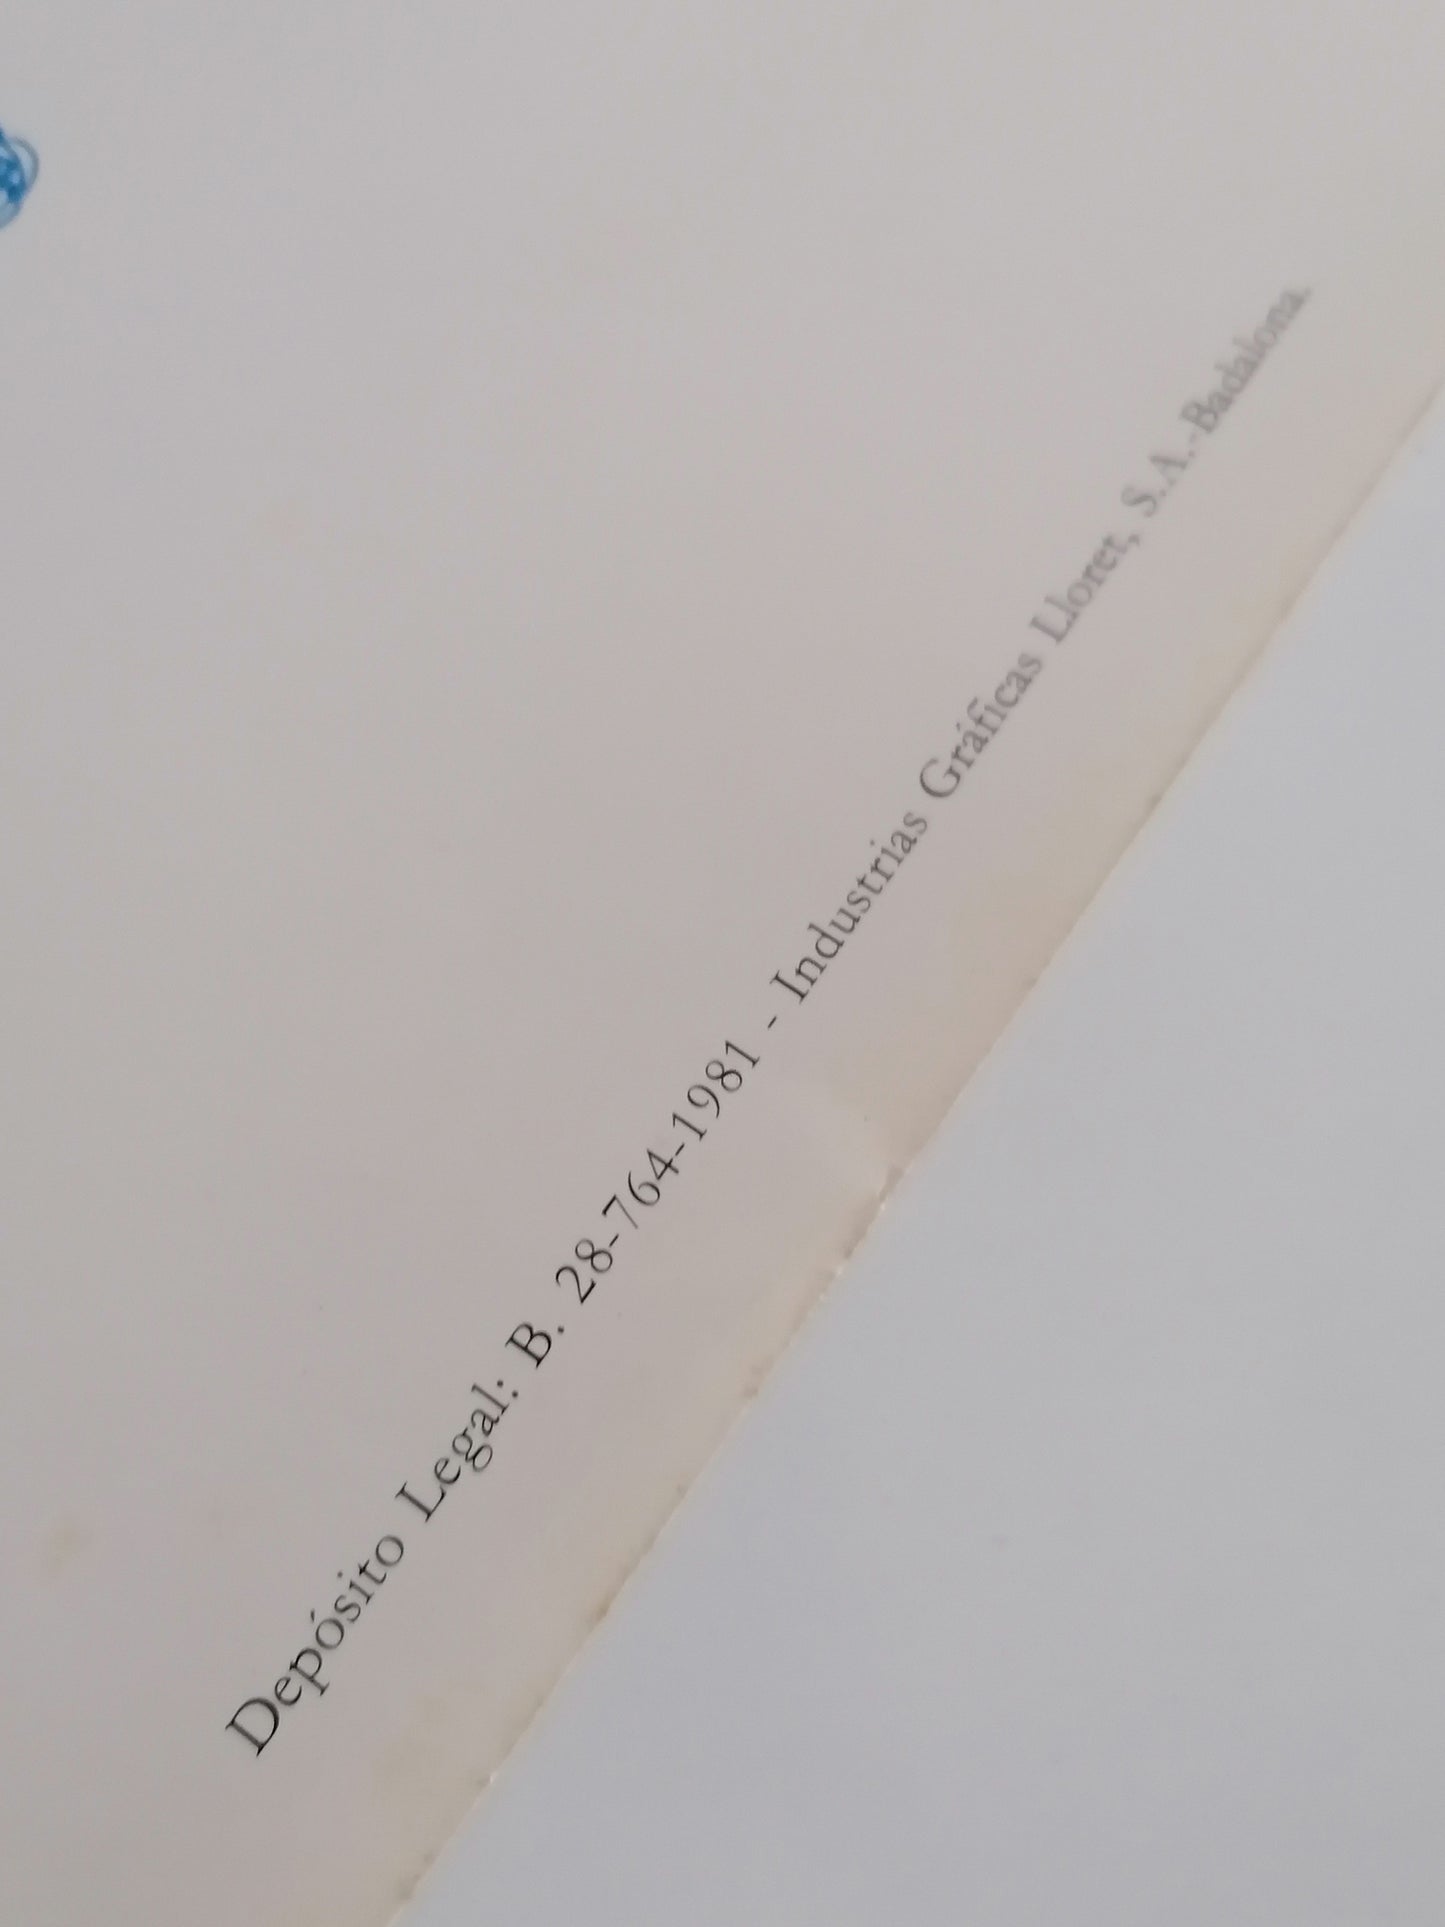 Depósito Legal: B. 28-764-1981 - Industrias Gráficas Lloret, S.A.-Badalona.